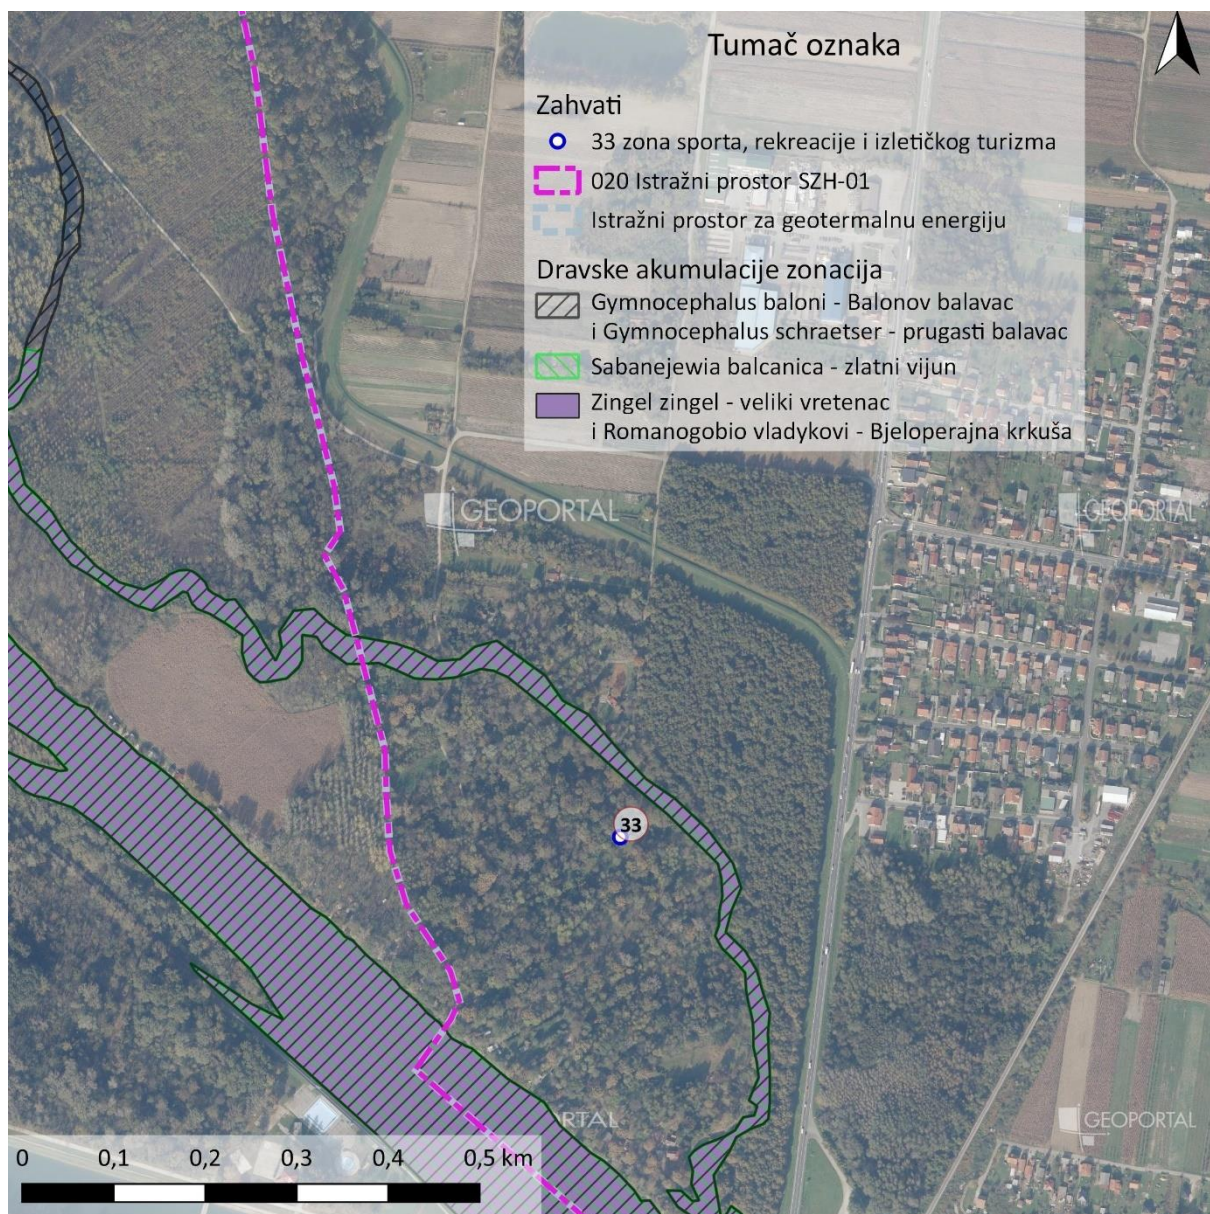 Tumač oznaka
Zahvati
33 zona sporta, rekreacije i izletičkog turizma
020 Istražni prostor SZH-01
Istražni prostor za geotermalnu energiju
Dravske akumulacije zonacija
Gymnocephalus baloni - Balonov balavac
i Gymnocephalus schraetser - prugasti balavac
Sabanejewia balcanica - zlatni vijun
Zingel zingel - veliki vretenac
i Romanogobio vladykovi - Bjeloperajna krkuša
GEOPORTAL
GEOPORTAL
33
PORTAL
GEOPORTAL
0 0,1 0,2 0,3 0,4 0,5 km